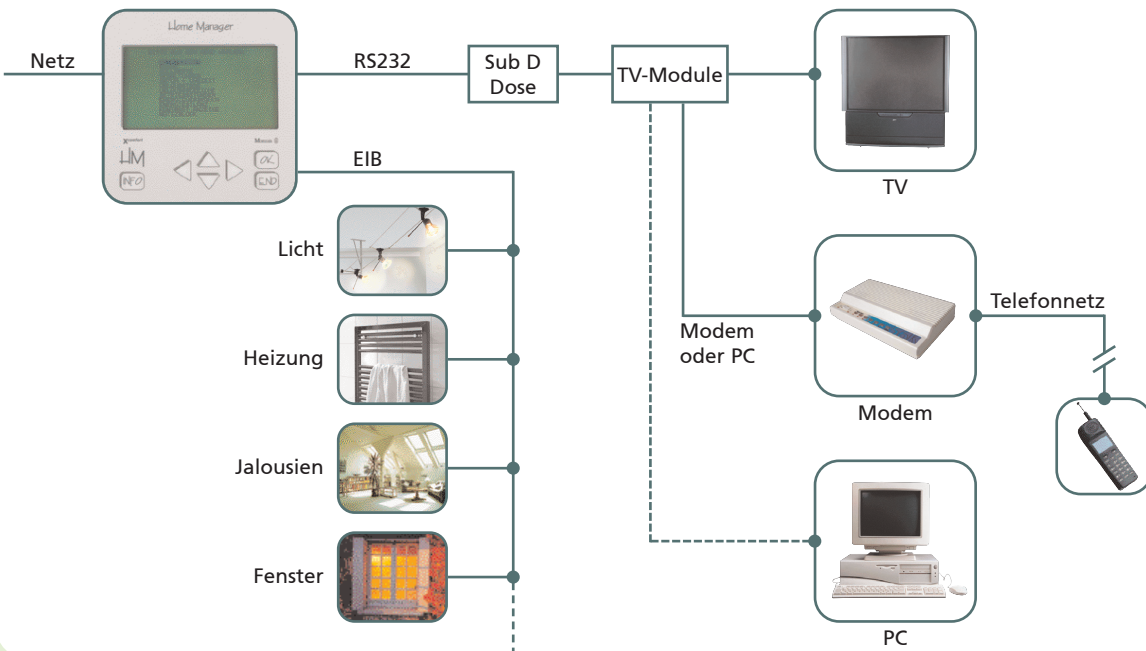 Home Manager
Netz
RS232
Sub D
Dose
TV-Module
TV
HM
INFO
OK
END
EIB
Licht
Heizung
Jalousien
Fenster
Modem
oder PC
Modem
Telefonnetz
PC